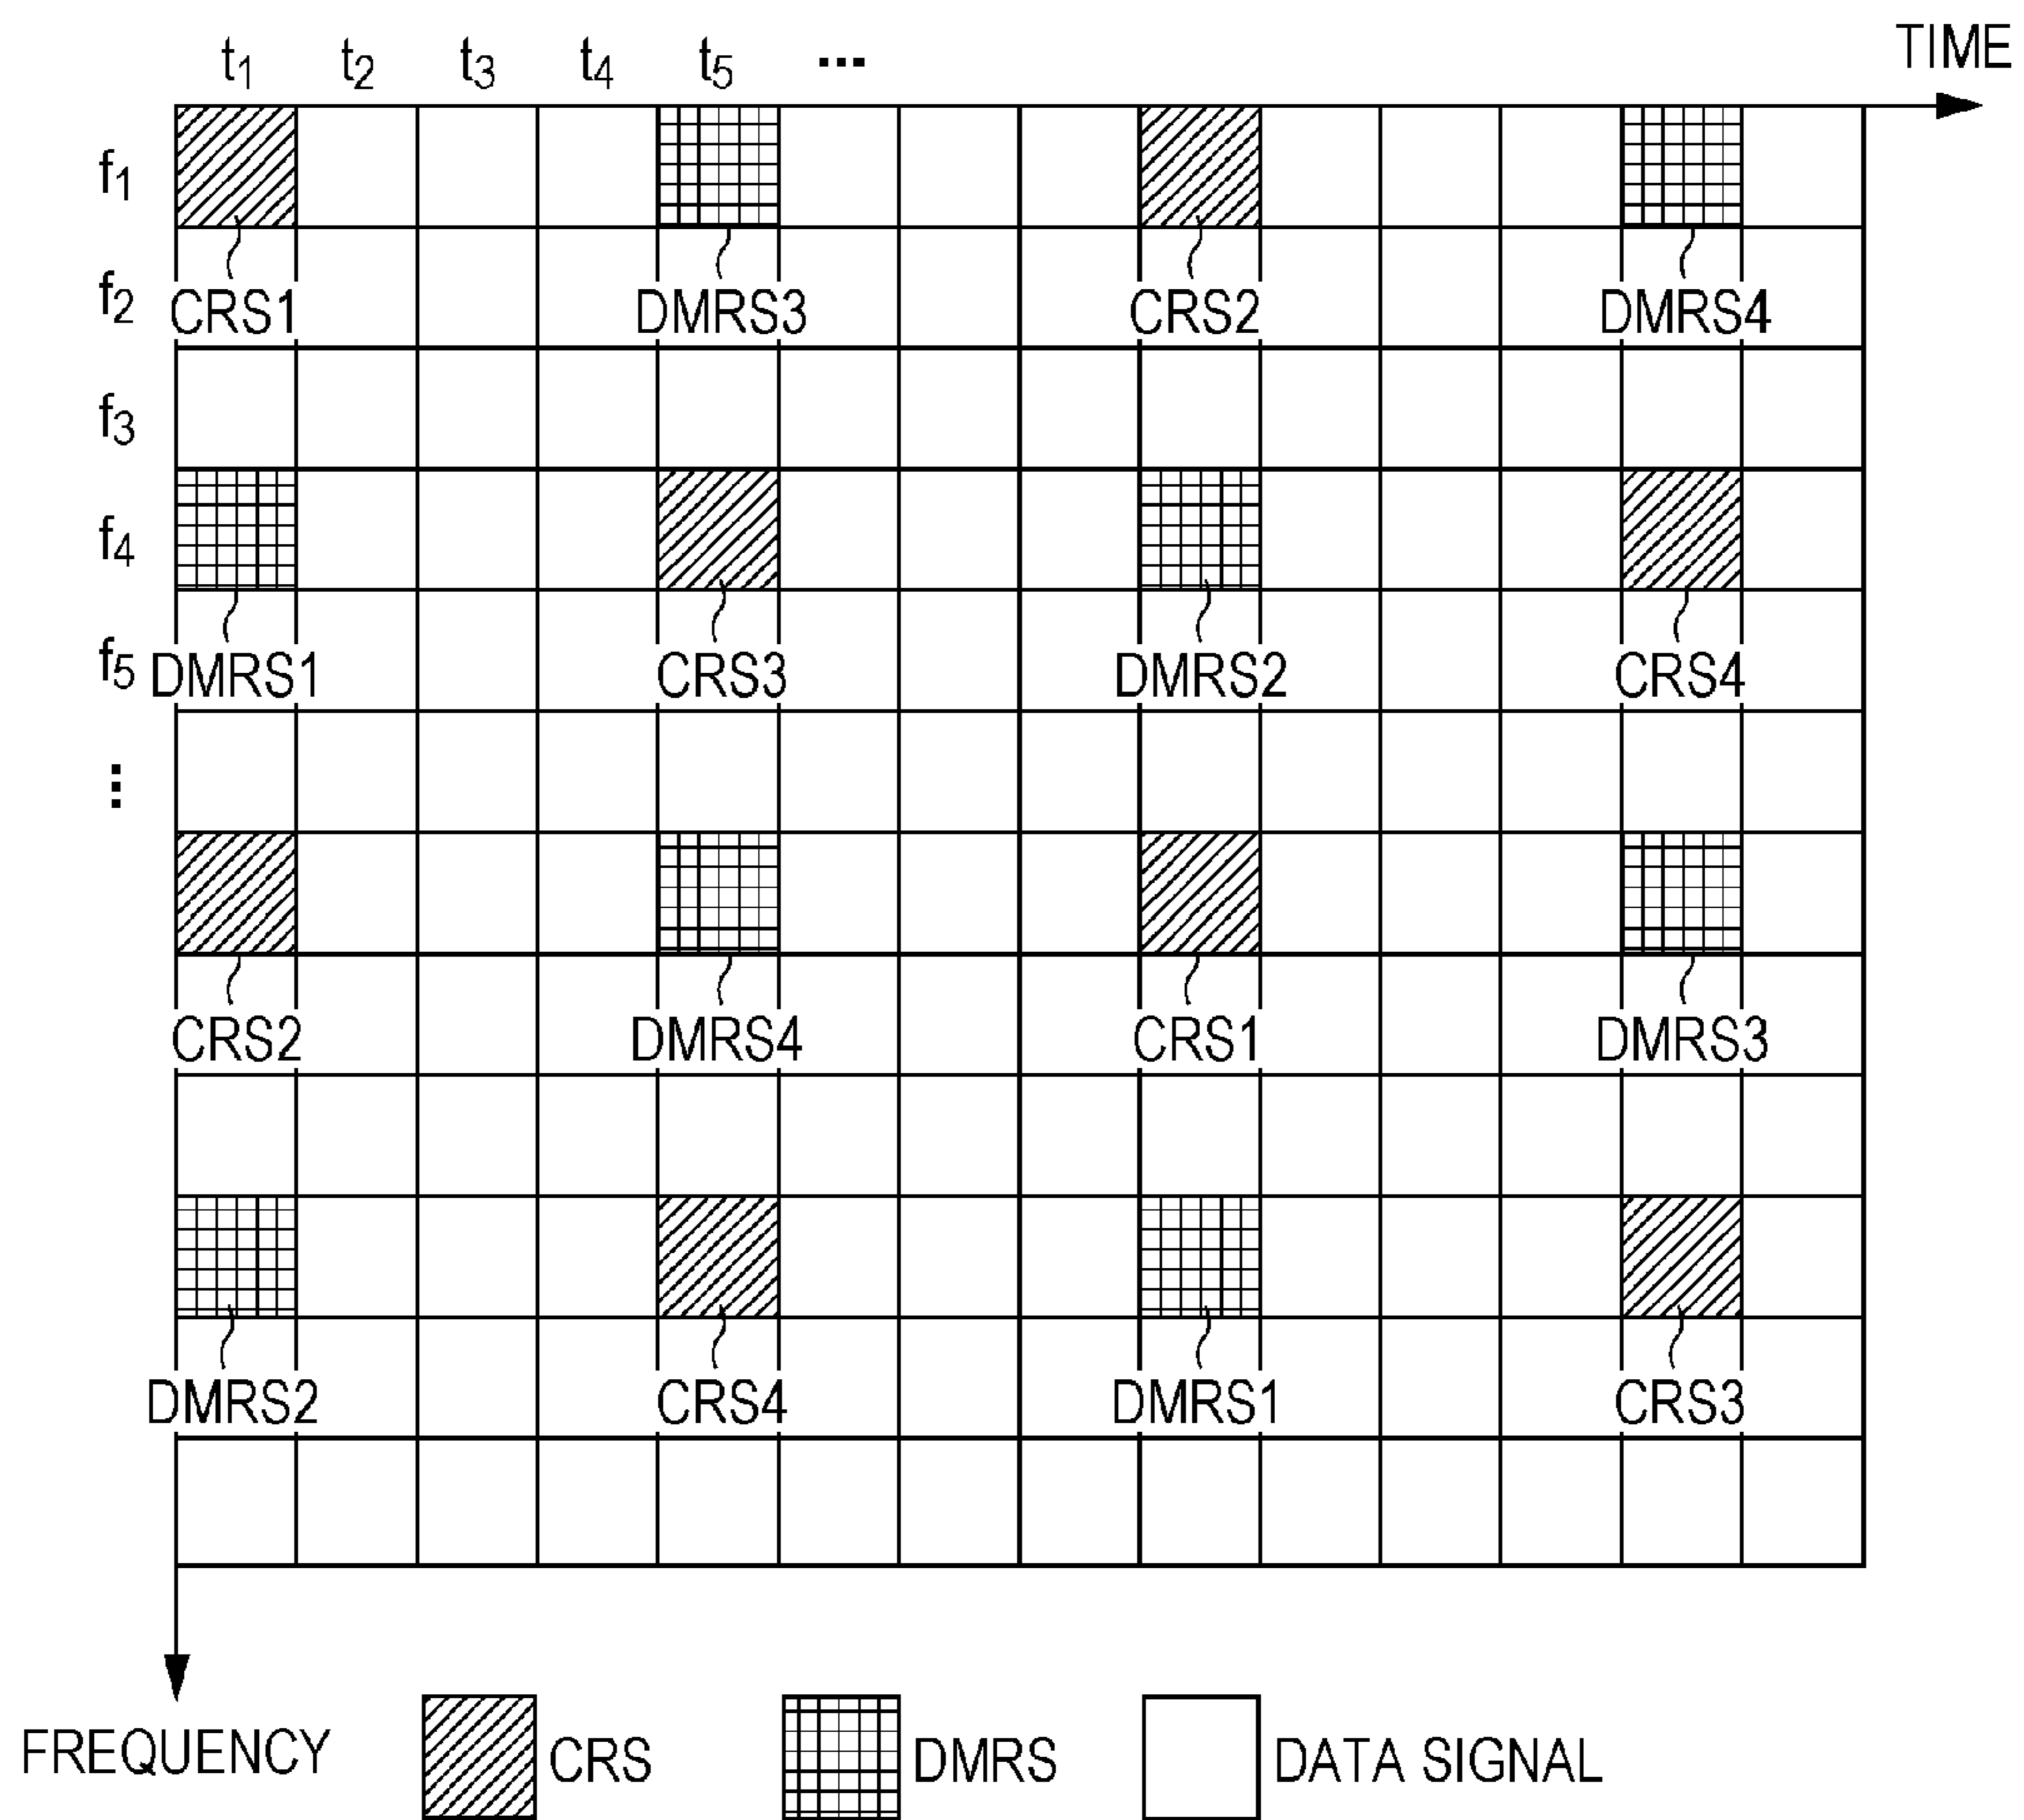 TIME
t1 t2 t3 t4 t5 ...
f1
f2 CRS1 DMRS3 CRS2 DMRS4
f3
f4
f5 DMRS1 CRS3 DMRS2 CRS4
...
CRS2 DMRS4 CRS1 DMRS3
DMRS2 CRS4 DMRS1 CRS3
FREQUENCY CRS DMRS DATA SIGNAL